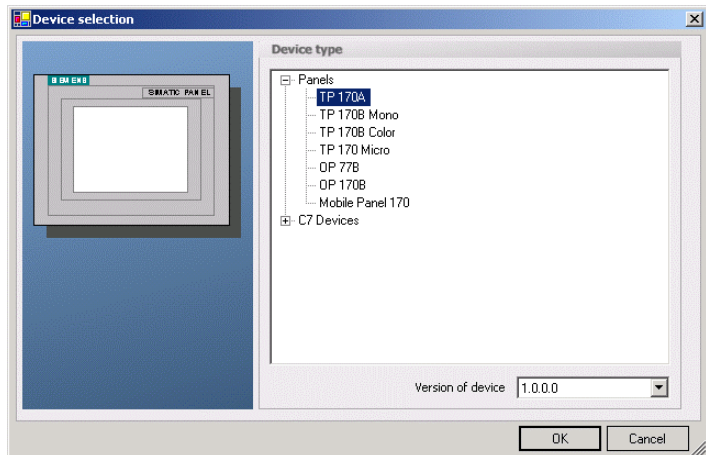 Device selection
Device type
SIEMENS
SIMATIC PANEL
Panels
TP 170A
TP 170B Mono
TP 170B Color
TP 170 Micro
OP 77B
OP 170B
Mobile Panel 170
C7 Devices
Version of device 1.0.0.0
OK Cancel